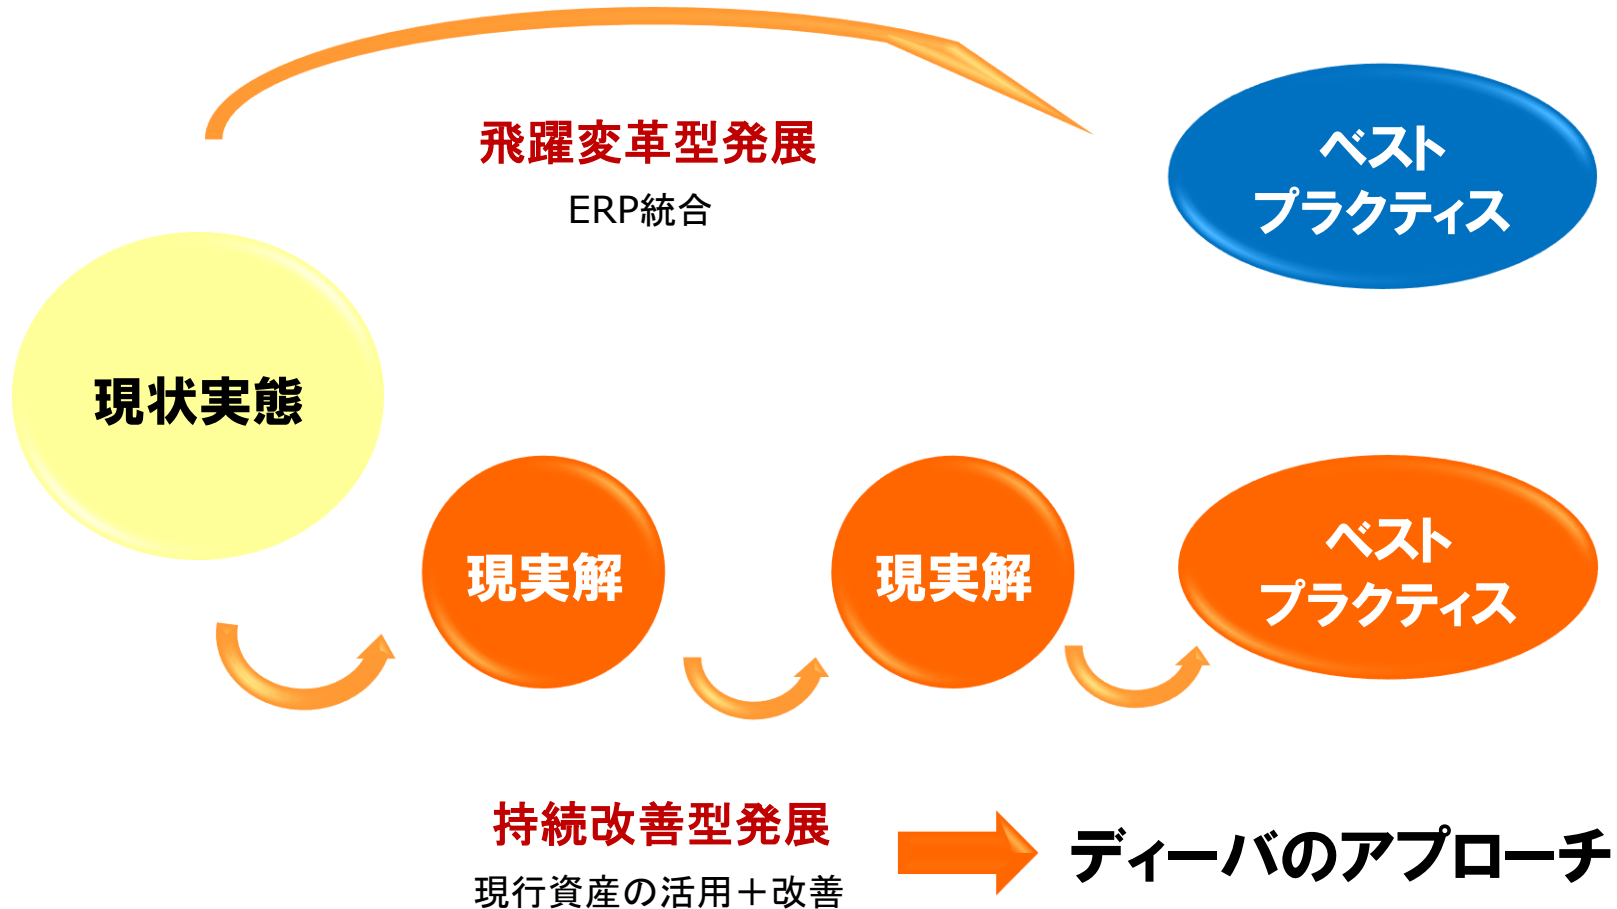 飛躍変革型発展
ERP統合
ベスト
プラクティス
現状実態
現実解
現実解
ベスト
プラクティス
持続改善型発展
現行資産の活用＋改善
ディーバのアプローチ